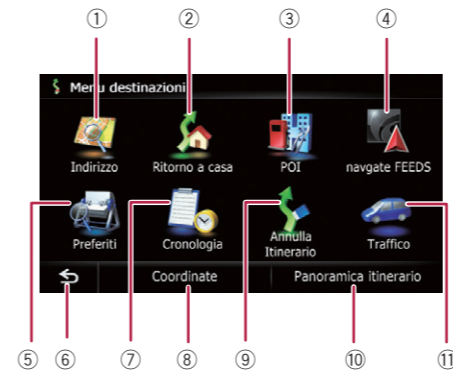 ① ② ③ ④
Menu destinazioni
Indirizzo Ritorno a casa POI navgate FEEDS
Preferiti Cronologia Annulla Itinerario Traffico
Coordinate Panoramica itinerario
⑤ ⑥ ⑦ ⑧ ⑨ ⑩ ⑪